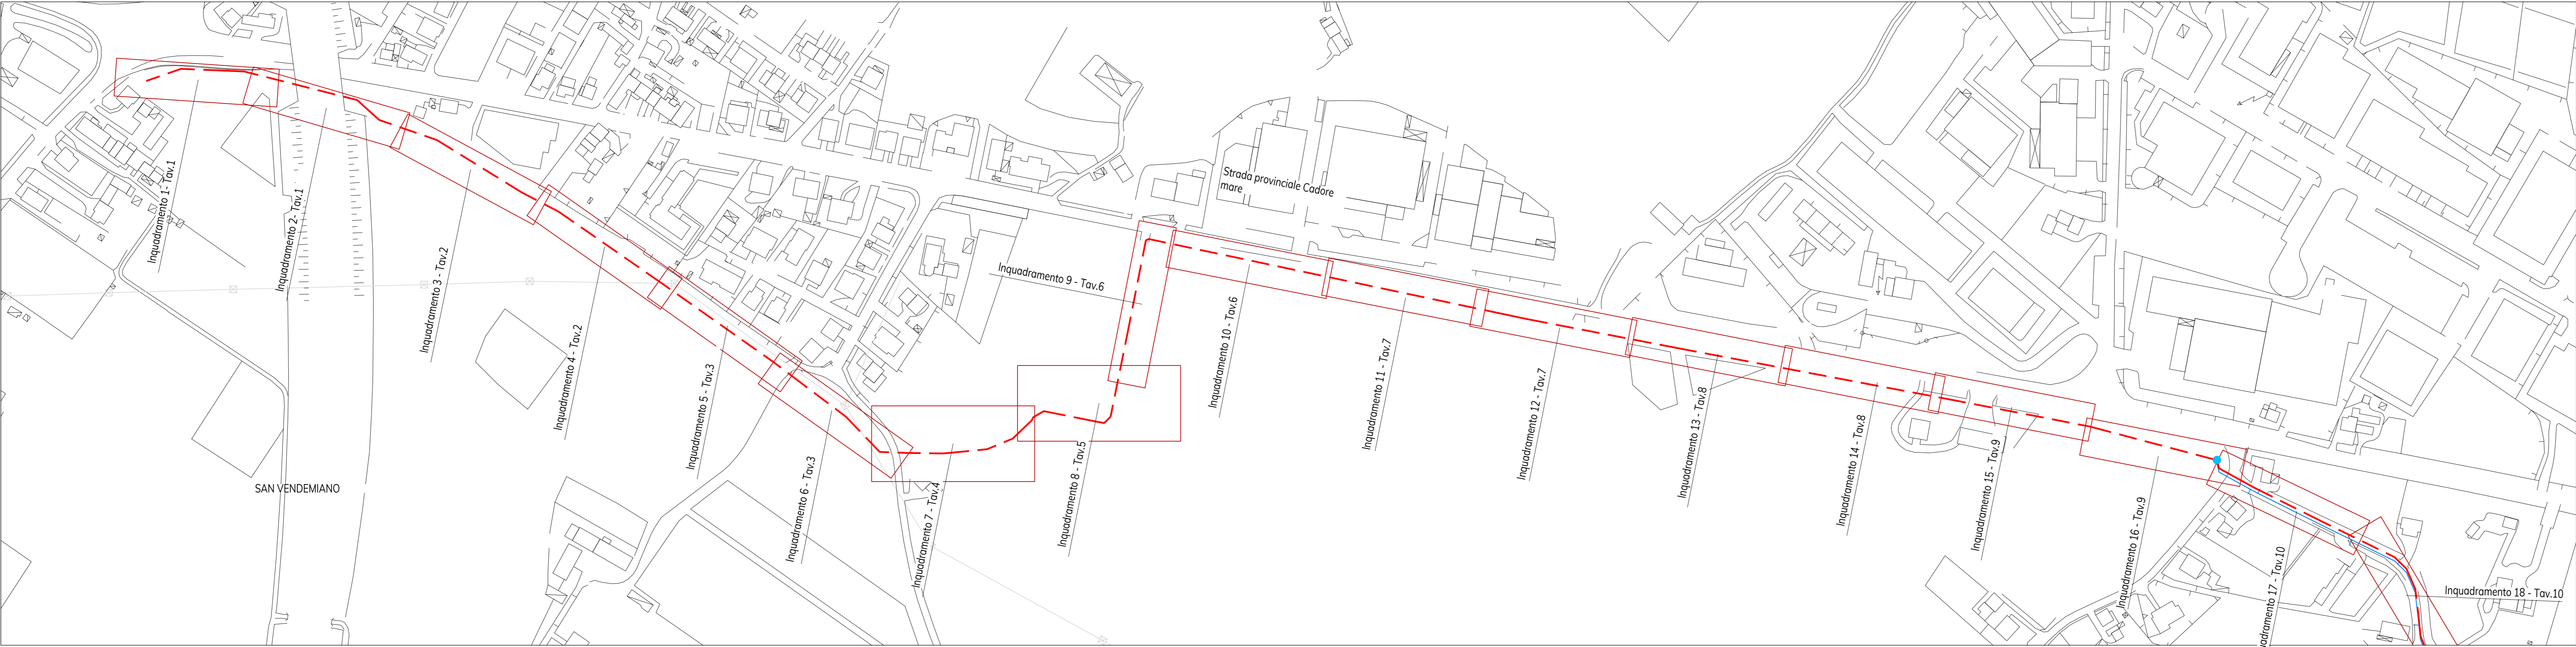 Inquadramento 1- Tav.1
Inquadramento 2- Tav.1
Inquadramento 3 - Tav.2
Inquadramento 4 - Tav.2
Inquadramento 5 - Tav.3
Inquadramento 6 - Tav.3
Inquadramento 7 - Tav.4
Inquadramento 8 - Tav.5
Inquadramento 9 - Tav.6
Strada provinciale Cadore
mare
Inquadramento 10 - Tav.6
Inquadramento 11 - Tav.7
Inquadramento 12 - Tav.7
Inquadramento 13 - Tav.8
Inquadramento 14 - Tav.8
Inquadramento 15 - Tav.9
Inquadramento 16 - Tav.9
adramento 17 - Tav.10
Inquadramento 18 - Tav.10
SAN VENDEMIANO